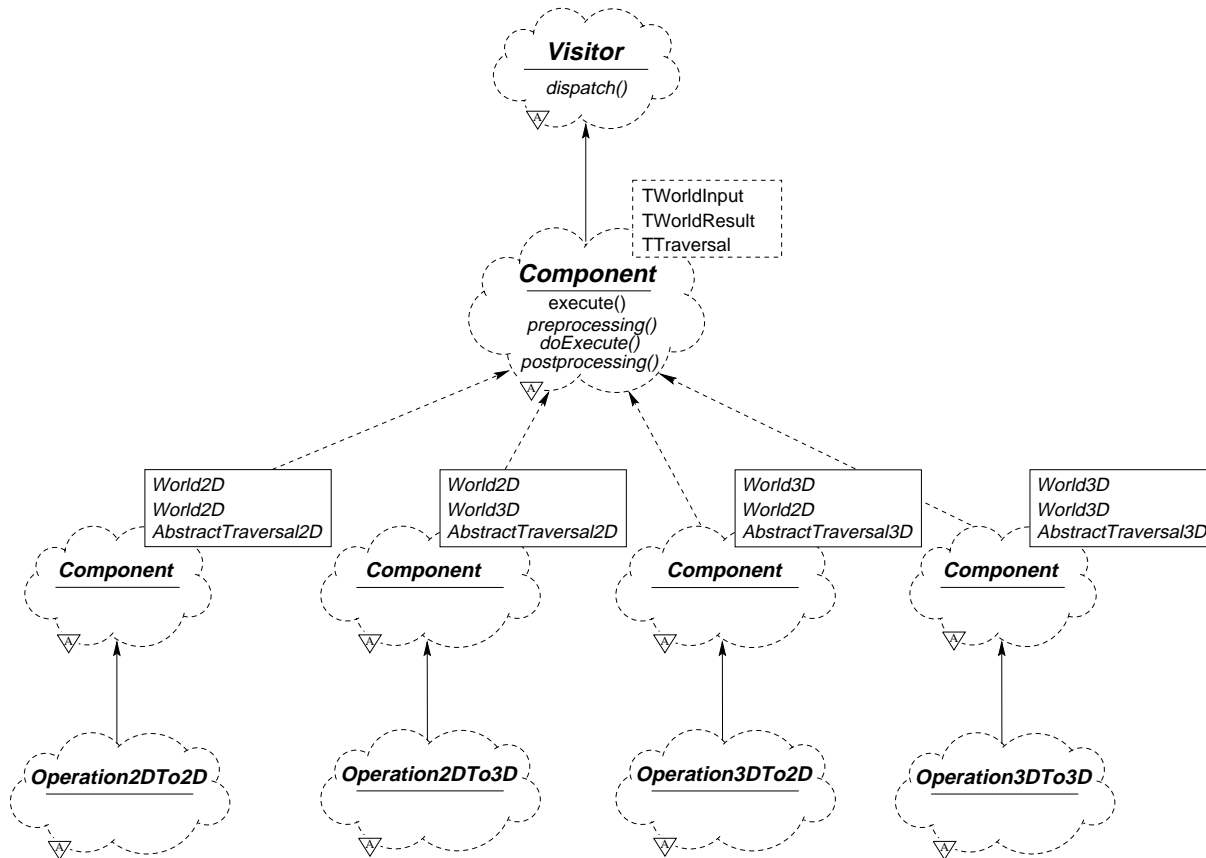 Visitor
dispatch()
A
TWorldInput
TWorldResult
TTraversal
Component
execute()
preprocessing()
doExecute()
postprocessing()
A
World2D
World2D
AbstractTraversal2D
World2D
World3D
AbstractTraversal2D
World3D
World2D
AbstractTraversal3D
World3D
World3D
AbstractTraversal3D
Component
Component
Component
Component
A
A
A
A
Operation2DTo2D
Operation2DTo3D
Operation3DTo2D
Operation3DTo3D
A
A
A
A